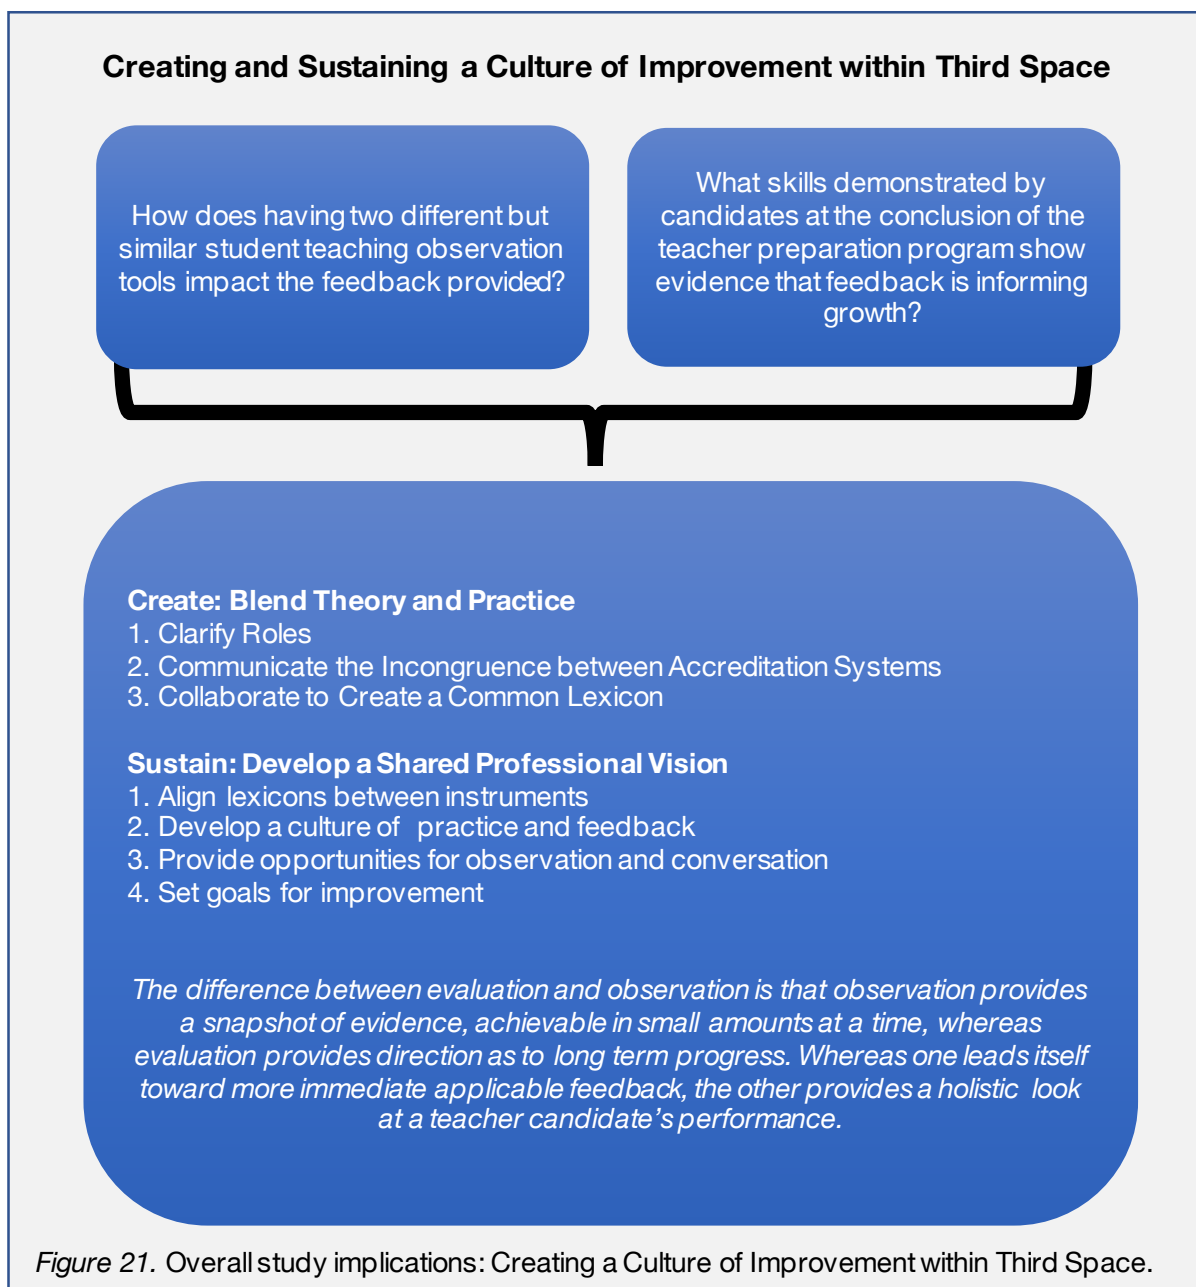 Creating and Sustaining a Culture of Improvement within Third Space
How does having two different but
similar student teaching observation
tools impact the feedback provided?
What skills demonstrated by
candidates at the conclusion of the
teacher preparation program show
evidence that feedback is informing
growth?
Create: Blend Theory and Practice
1. Clarify Roles
2. Communicate the Incongruence between Accreditation Systems
3. Collaborate to Create a Common Lexicon
Sustain: Develop a Shared Professional Vision
1. Align lexicons between instruments
2. Develop a culture of practice and feedback
3. Provide opportunities for observation and conversation
4. Set goals for improvement
The difference between evaluation and observation is that observation provides
a snapshot of evidence, achievable in small amounts at a time, whereas
evaluation provides direction as to long term progress. Whereas one leads itself
toward more immediate applicable feedback, the other provides a holistic look
at a teacher candidate's performance.
Figure 21. Overall study implications: Creating a Culture of Improvement within Third Space.